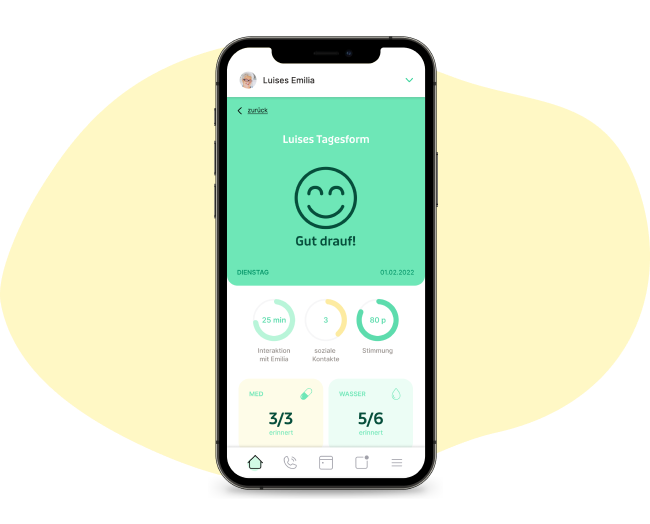 Luises Emilia
zurück
Luises Tagesform
Gut drauf!
DIENSTAG 01.02.2022
25 min 3 80 p
Interaktion mit Emilia
soziale Kontakte
Stimmung
MED
3/3
erinnert
WASSER
5/6
erinnert